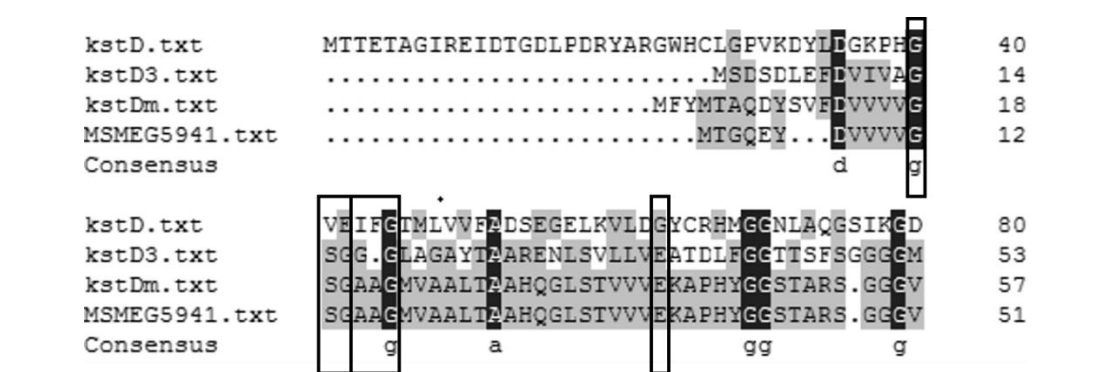 kstD.txt MTTETAGIREIDTGDLPDRYARGWHCLGPVKDYLDGKPHG 40
kstD3.txt ..........................MSDSDLEFDVIVAG 14
kstDm.txt ......................MFYMTAQDYSVFDVVVVG 18
MSMEG5941.txt .........................MTGQEY...DVVVVG 12
Consensus d g
kstD.txt VEIFGTMLVVFADSEGELKVLDGYCRHMGGNLAQGSIKGD 80
kstD3.txt SGG.GLAGAYTAARENLSVLLVEATDLFGGTTSFSGGGGM 53
kstDm.txt SGAAGMVAALTAAHQGLSTVVVEKAPHYGGSTARS.GGGV 57
MSMEG5941.txt SGAAGMVAALTAAHQGLSTVVVEKAPHYGGSTARS.GGGV 51
Consensus g a gg g